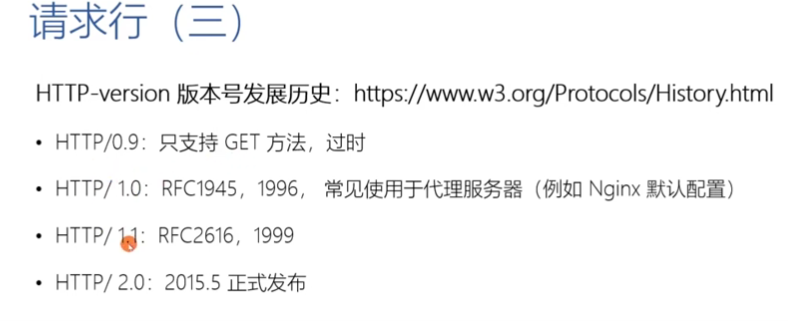 请求行（三）
HTTP-version 版本号发展历史：https://www.w3.org/Protocols/History.html
• HTTP/0.9：只支持 GET 方法，过时
• HTTP/ 1.0：RFC1945，1996， 常见使用于代理服务器（例如 Nginx 默认配置）
• HTTP/ 1.1：RFC2616，1999
• HTTP/ 2.0：2015.5 正式发布